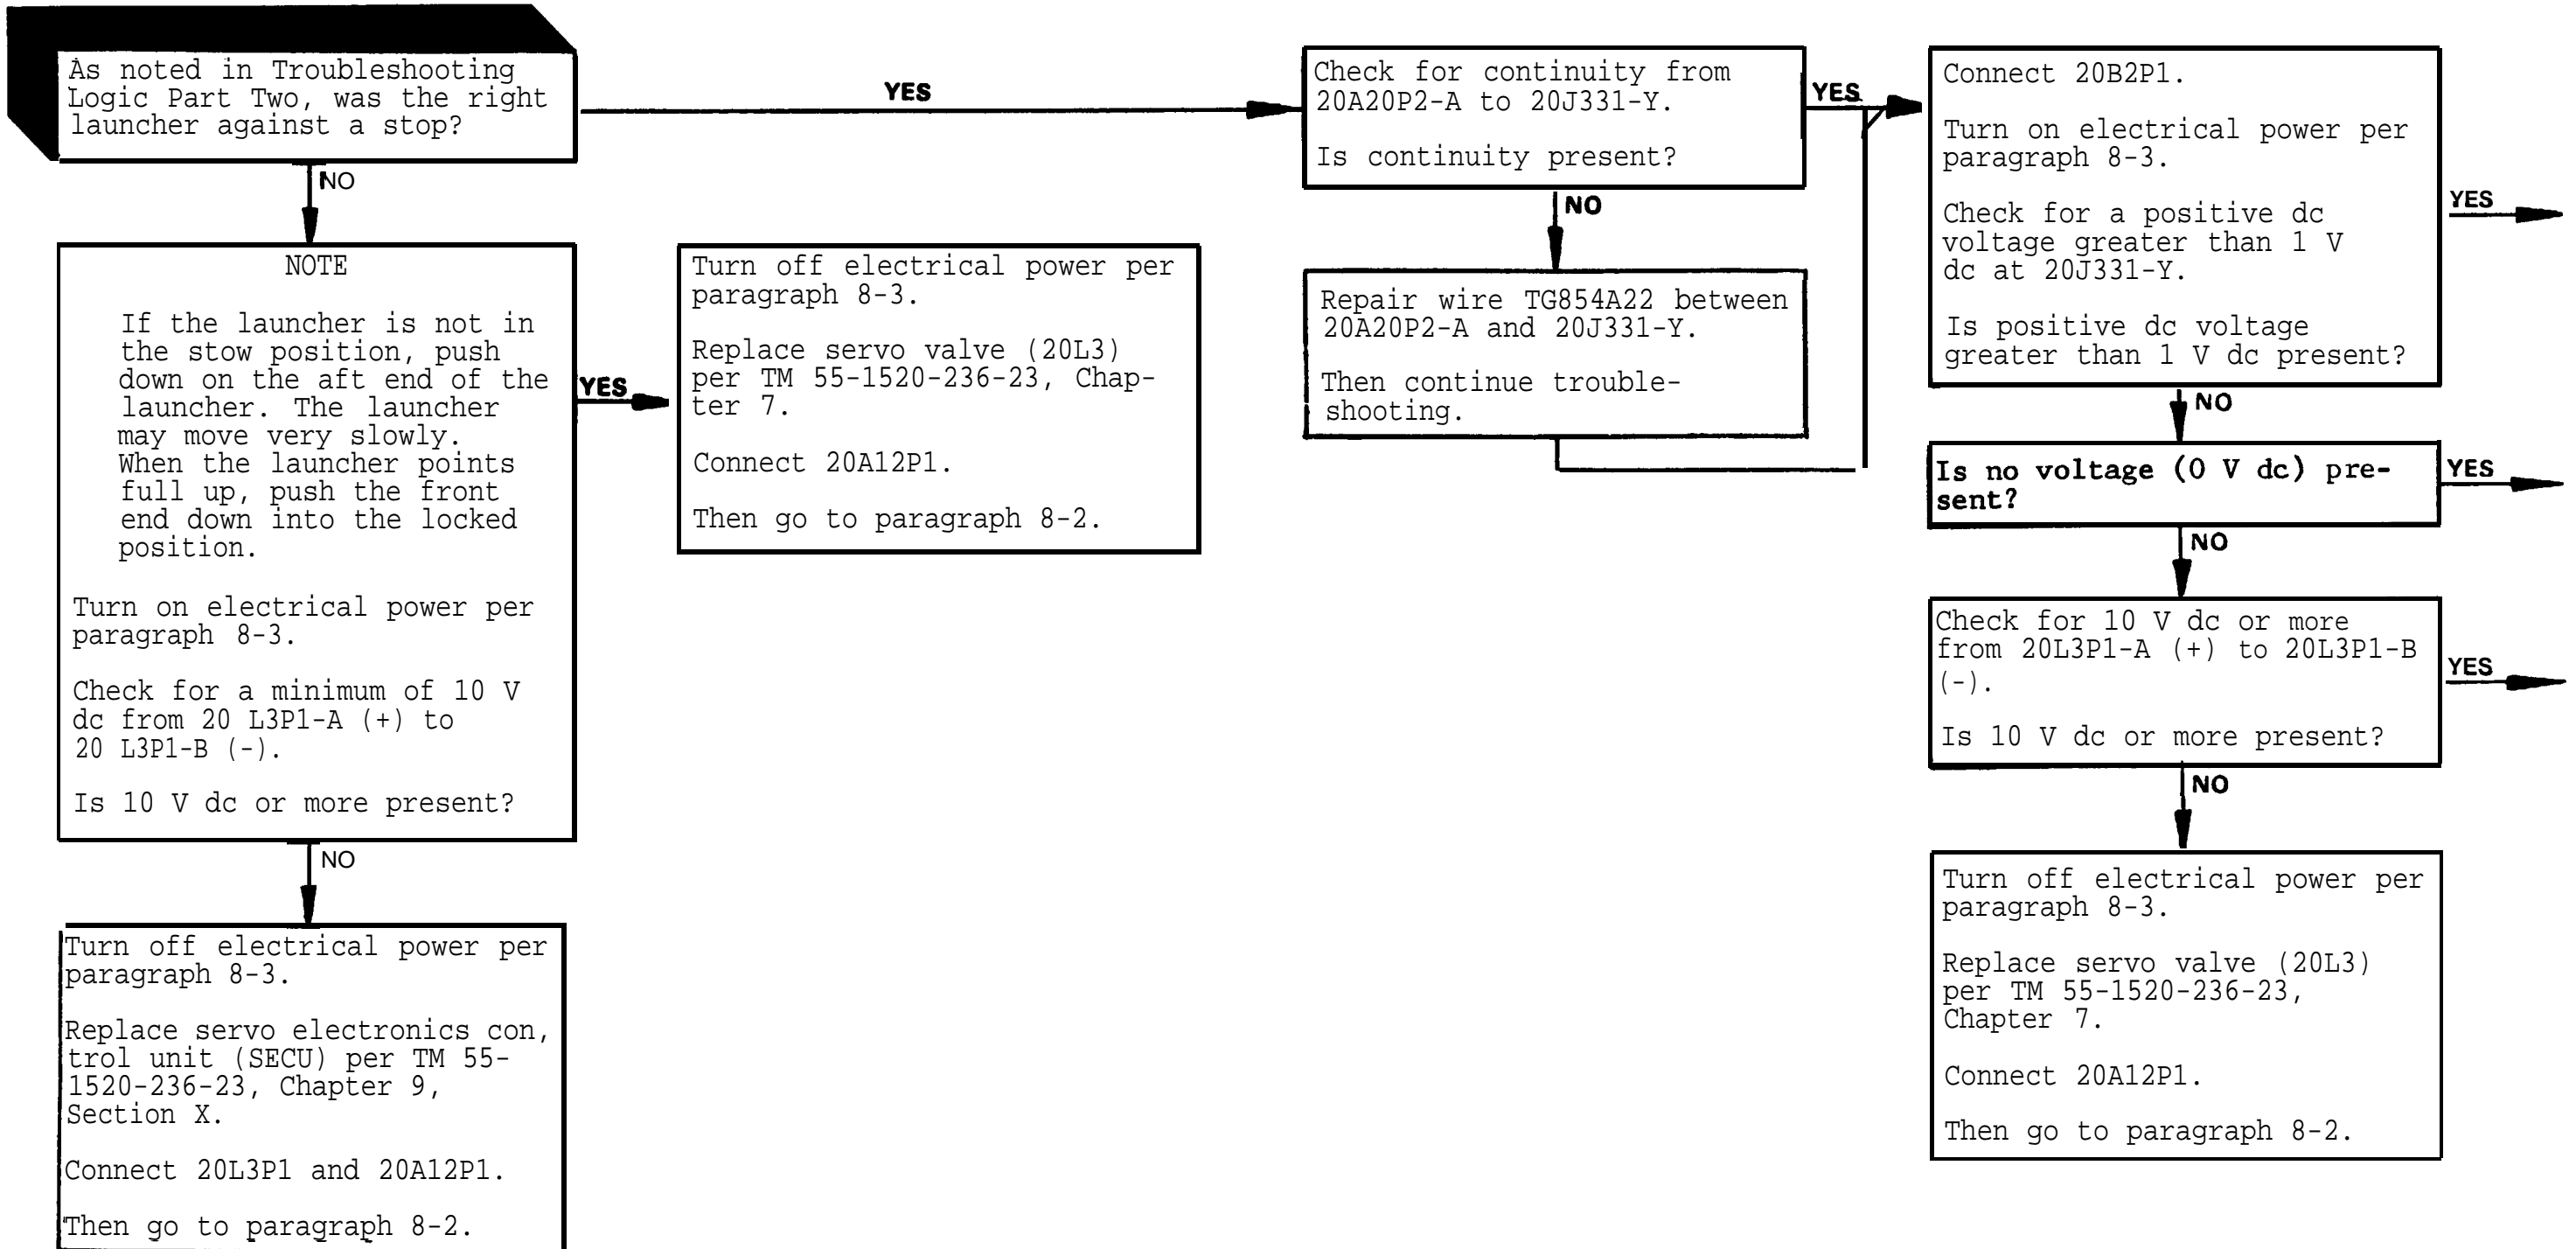 As noted in Troubleshooting
Logic Part Two, was the right
launcher against a stop?
YES
NO
NOTE
If the launcher is not in
the stow position, push
down on the aft end of the
launcher. The launcher
may move very slowly.
When the launcher points
full up, push the front
end down into the locked
position.
Turn on electrical power per
paragraph 8-3.
Check for a minimum of 10 V
dc from 20 L3P1-A (+) to
20 L3P1-B (-).
Is 10 V dc or more present?
YES
NO
Turn off electrical power per
paragraph 8-3.
Replace servo electronics con,
trol unit (SECU) per TM 55-
1520-236-23, Chapter 9,
Section X.
Connect 20L3P1 and 20A12P1.
Then go to paragraph 8-2.
Turn off electrical power per
paragraph 8-3.
Replace servo valve (20L3)
per TM 55-1520-236-23, Chap-
ter 7.
Connect 20A12P1.
Then go to paragraph 8-2.
Check for continuity from
20A20P2-A to 20J331-Y.
Is continuity present?
YES
NO
Repair wire TG854A22 between
20A20P2-A and 20J331-Y.
Then continue trouble-
shooting.
Connect 20B2P1.
Turn on electrical power per
paragraph 8-3.
Check for a positive dc
voltage greater than 1 V
dc at 20J331-Y.
Is positive dc voltage
greater than 1 V dc present?
YES
NO
Is no voltage (0 V dc) pre-
sent?
YES
NO
Check for 10 V dc or more
from 20L3P1-A (+) to 20L3P1-B
(-).
Is 10 V dc or more present?
YES
NO
Turn off electrical power per
paragraph 8-3.
Replace servo valve (20L3)
per TM 55-1520-236-23,
Chapter 7.
Connect 20A12P1.
Then go to paragraph 8-2.